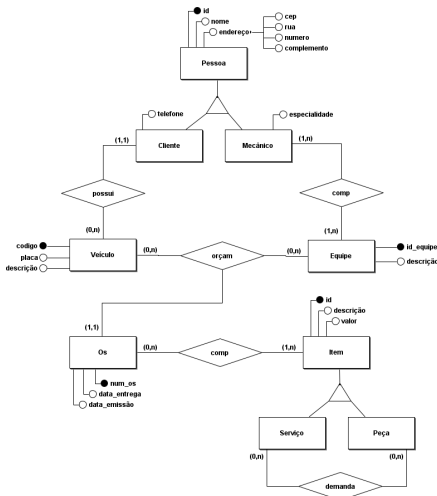 id
nome
endereço
cep
rua
numero
complemento
Pessoa
telefone
especialidade
Cliente
Mecánico
(1,1)
(1,n)
possui
comp
(0,n)
(1,n)
codigo
placa
descrição
Veículo
(0,n)
orçam
(0,n)
Equipe
id_equipe
descrição
(1,1)
id
descrição
valor
Os
(0,n)
comp
(1,n)
Item
num_os
data_entrega
data_emissão
Serviço
Peça
(0,n)
(0,n)
demanda